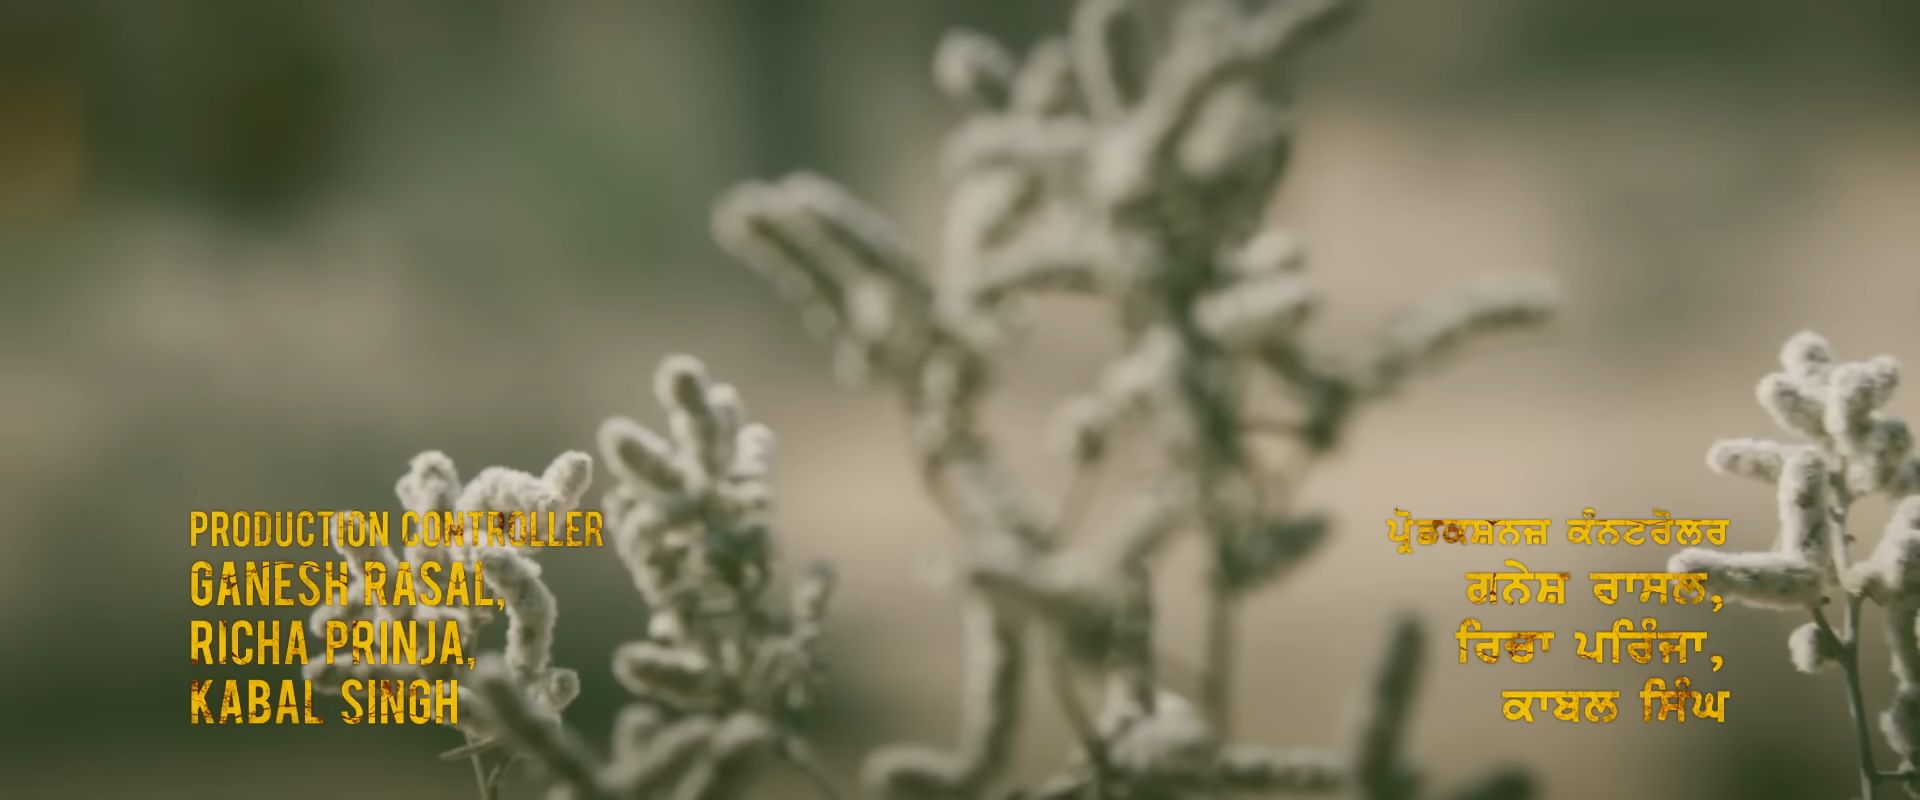 PRODUCTION CONTROLLER
GANESH RASAL,
RICHA PRINJA,
KABAL SINGH
ਪ੍ਰੋਡਕਸ਼ਨਜ਼ ਕੰਨਟਰੋਲਰ
ਗਨੇਸ਼ ਰਾਸਲ,
ਰਿਚਾ ਪਰਿੰਜਾ,
ਕਾਬਲ ਸਿੰਘ